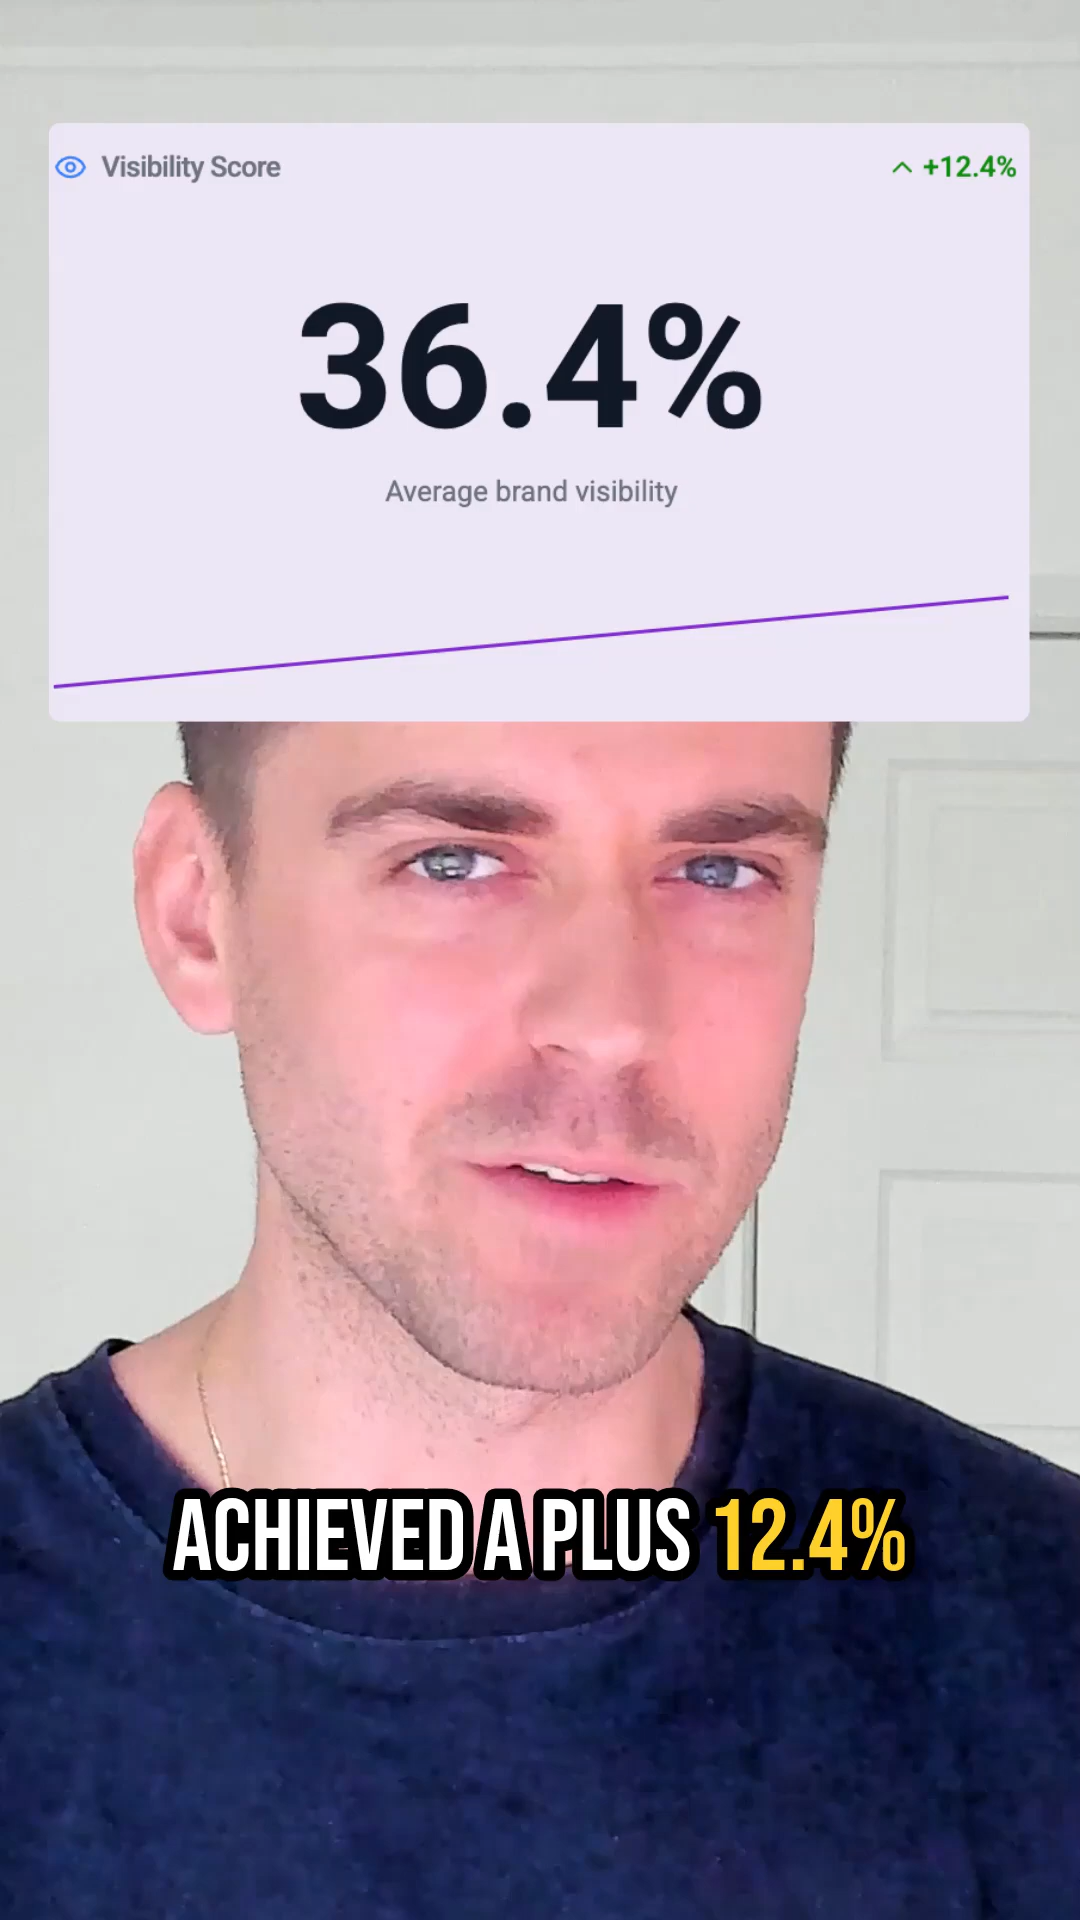 Visibility Score
+12.4%
36.4%
Average brand visibility
ACHIEVED A PLUS 12.4%